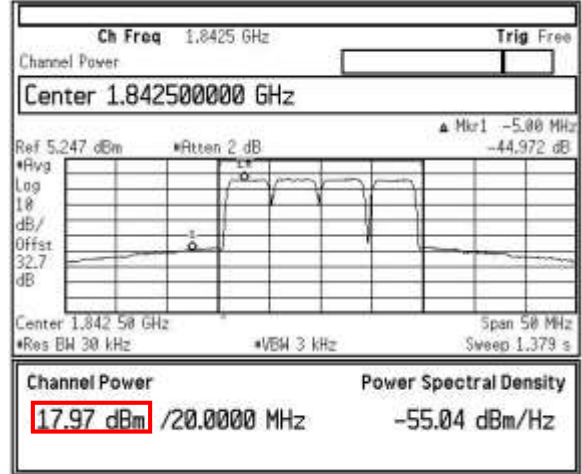 Ch Freq 1.8425 GHz Trig Free
Channel Power
Center 1.842500000 GHz
Mkr1 -5.00 MHz
Ref 5.247 dBm #Atten 2 dB -44.972 dB
#Avg
Log
10
dB/
Offst
32.7
dB
1R
1
Center 1.842 50 GHz Span 50 MHz
#Res BW 30 kHz #VBW 3 kHz Sweep 1.379 s
Channel Power Power Spectral Density
17.97 dBm /20.0000 MHz -55.04 dBm/Hz